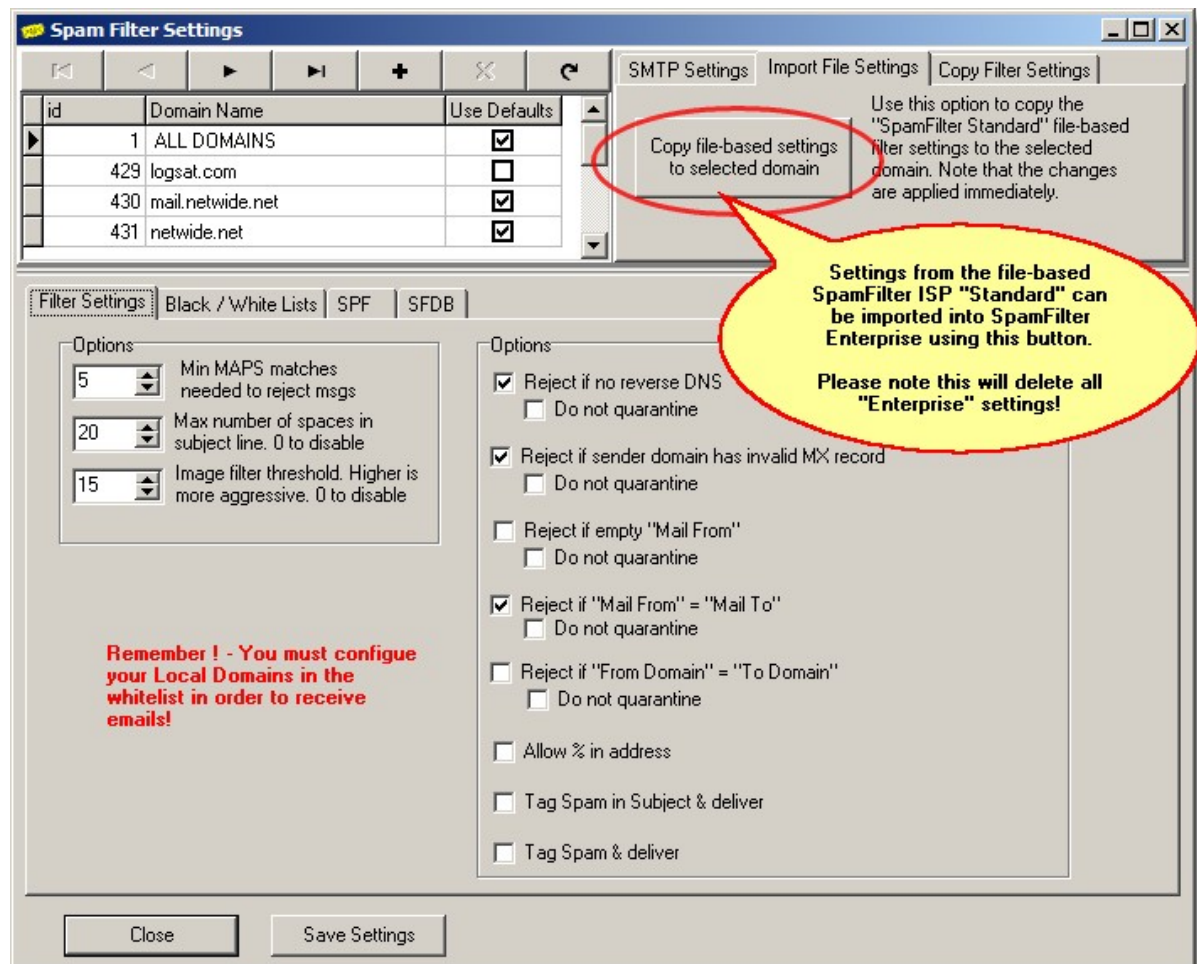 Spam Filter Settings
SMTP Settings
Import File Settings
Copy Filter Settings
id Domain Name Use Defaults
1 ALL DOMAINS
429 logsat.com
430 mail.netwide.net
431 netwide.net
Copy file-based settings
to selected domain
Use this option to copy the
"SpamFilter Standard" file-based
filter settings to the selected
domain. Note that the changes
are applied immediately.
Settings from the file-based
SpamFilter ISP "Standard" can
be imported into SpamFilter
Enterprise using this button.
Please note this will delete all
"Enterprise" settings!
Filter Settings
Black / White Lists
SPF
SFDB
Options
5 Min MAPS matches
needed to reject msgs
20 Max number of spaces in
subject line. 0 to disable
15 Image filter threshold. Higher is
more aggressive. 0 to disable
Remember ! - You must configue
your Local Domains in the
whitelist in order to receive
emails!
Options
Reject if no reverse DNS
Do not quarantine
Reject if sender domain has invalid MX record
Do not quarantine
Reject if empty "Mail From"
Do not quarantine
Reject if "Mail From" = "Mail To"
Do not quarantine
Reject if "From Domain" = "To Domain"
Do not quarantine
Allow % in address
Tag Spam in Subject & deliver
Tag Spam & deliver
Close
Save Settings